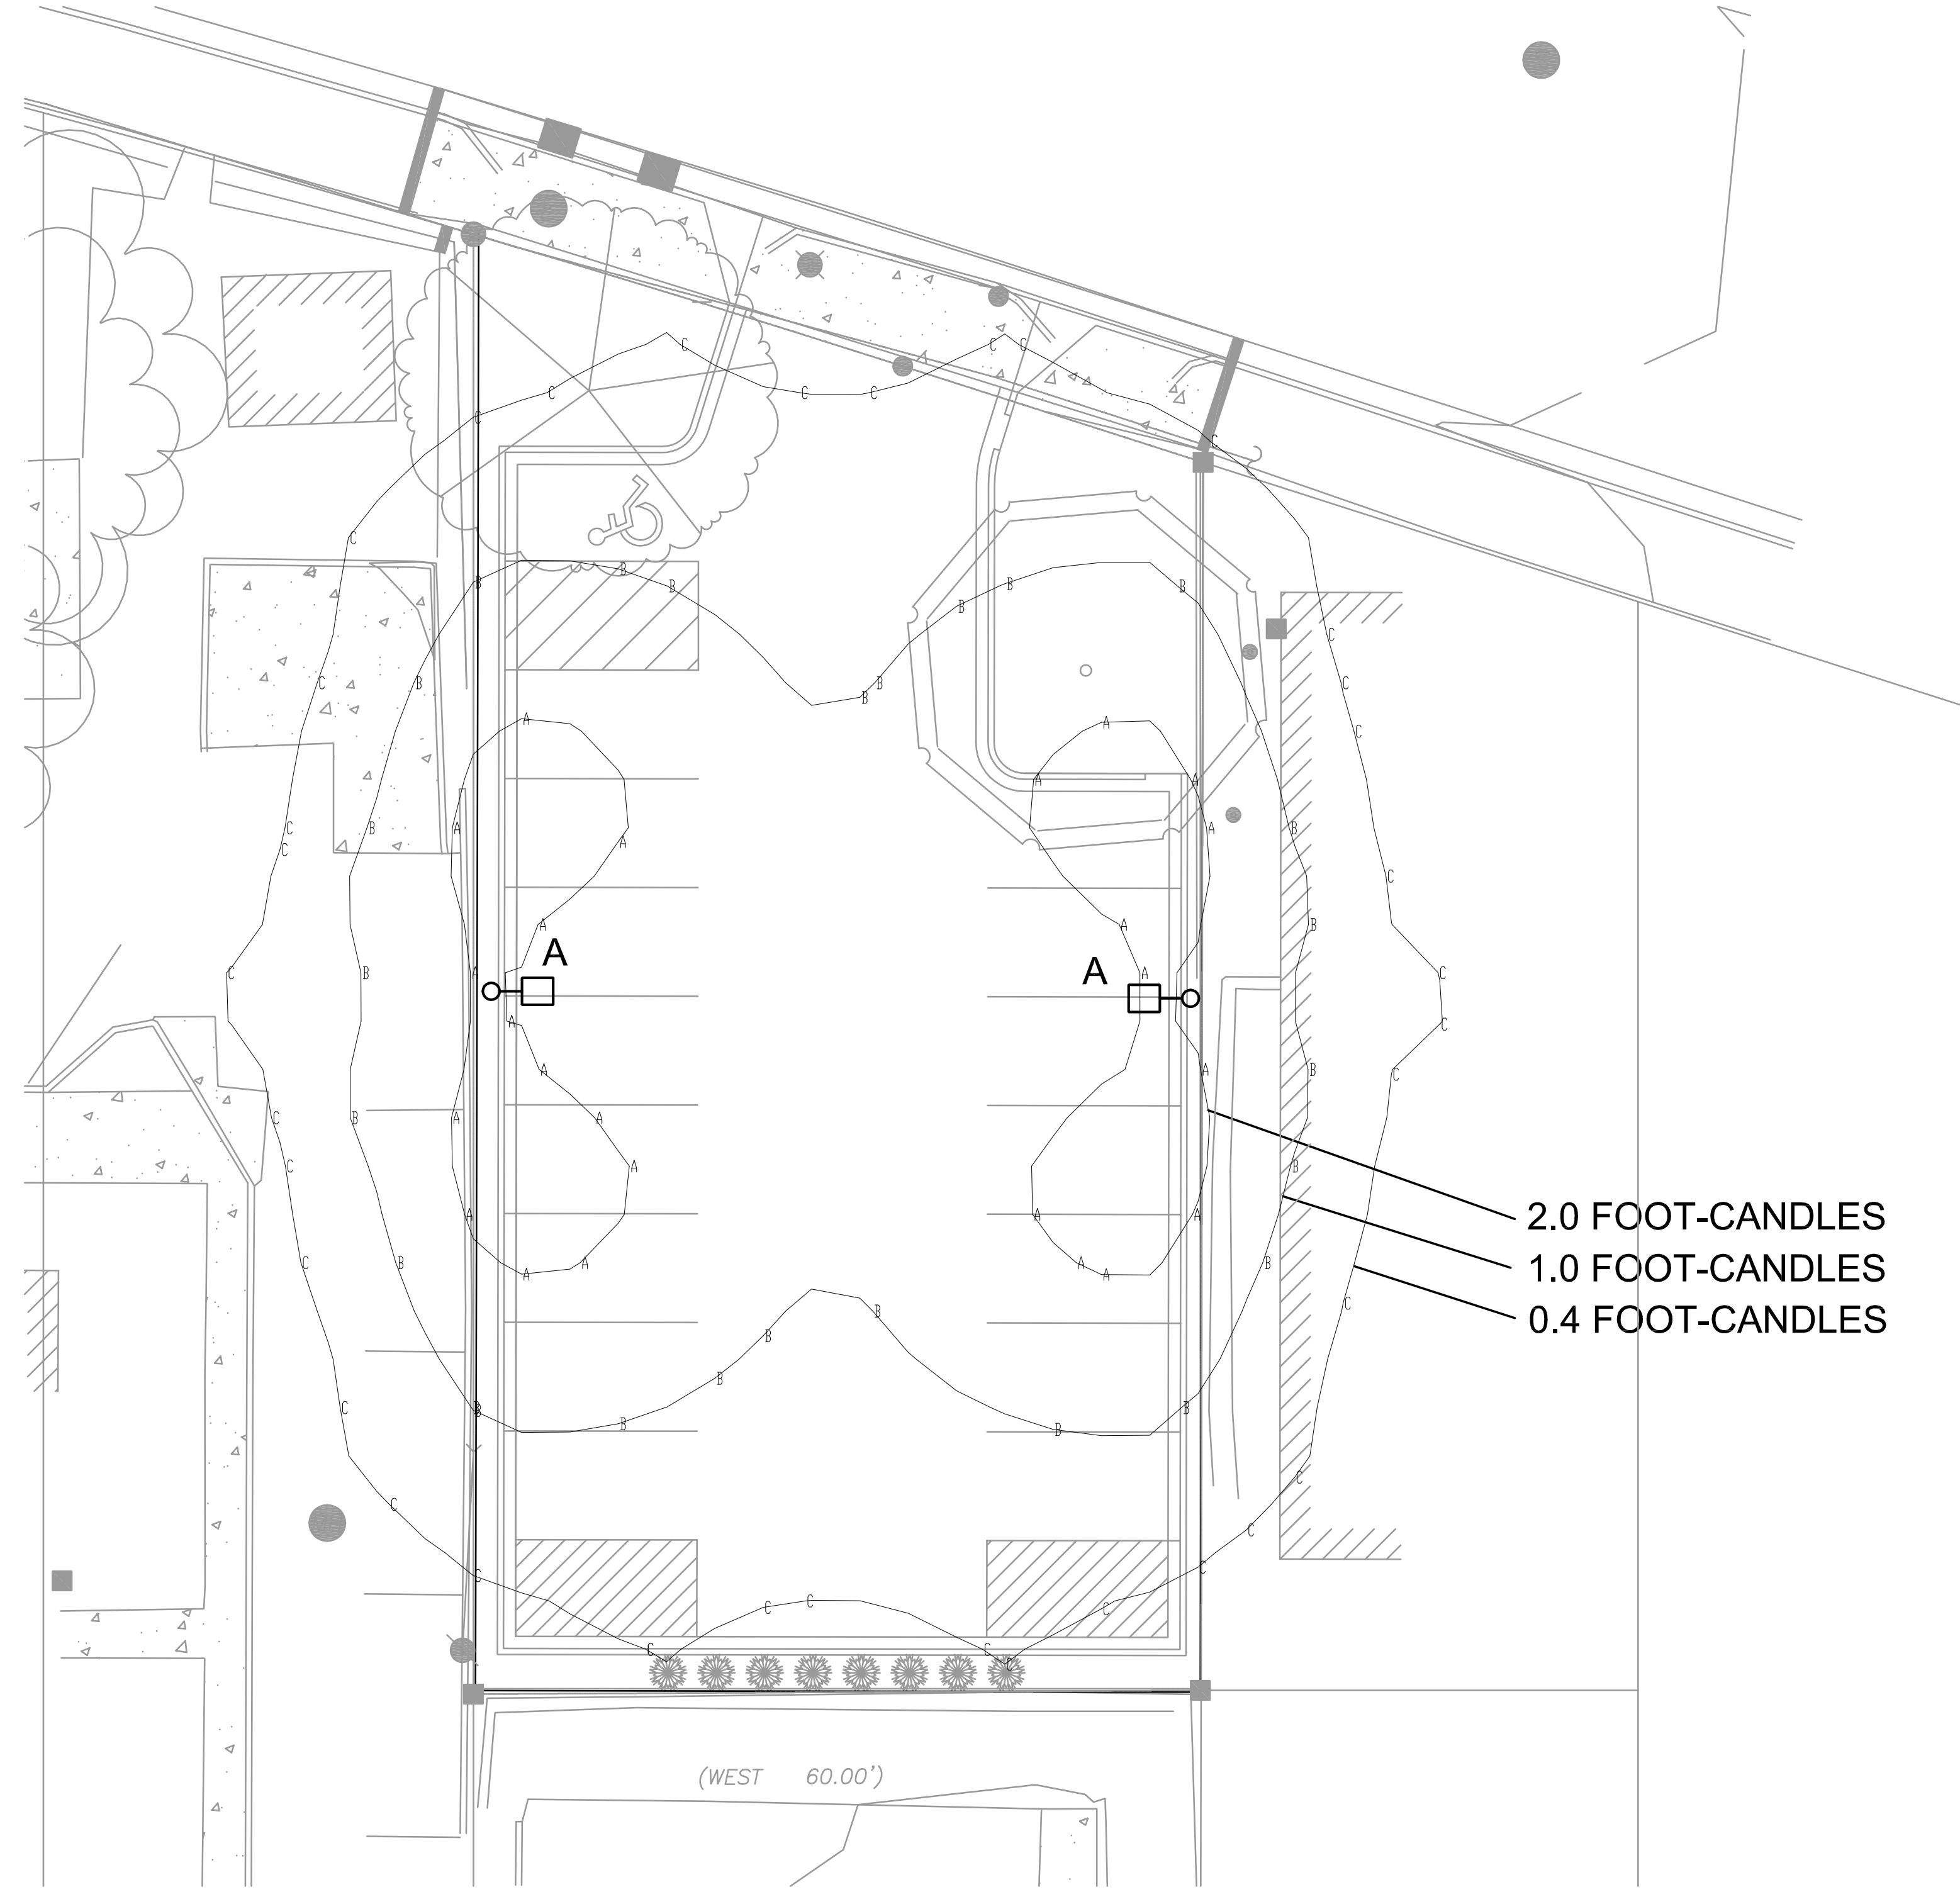 A
A
2.0 FOOT-CANDLES
1.0 FOOT-CANDLES
0.4 FOOT-CANDLES
(WEST 60.00')